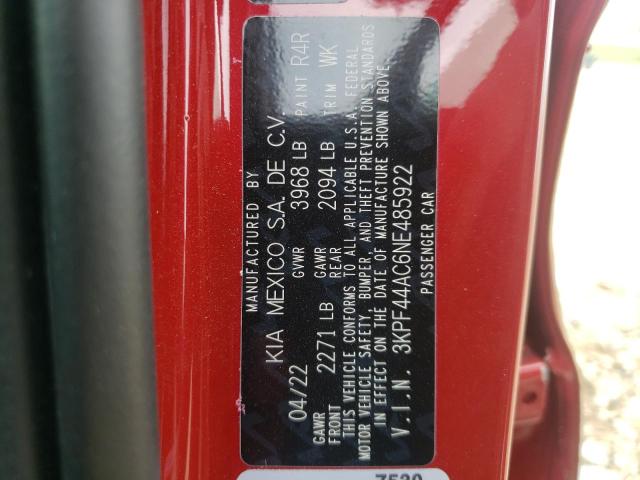 MANUFACTURED BY
KIA MEXICO S.A. DE C.V.
04/22 GVWR 3968 LB PAINT R4R
GAWR FRONT 2271 LB GAWR REAR 2094 LB TRIM WK
THIS VEHICLE CONFORMS TO ALL APPLICABLE U.S.A. FEDERAL
MOTOR VEHICLE SAFETY, BUMPER, AND THEFT PREVENTION STANDARDS
IN EFFECT ON THE DATE OF MANUFACTURE SHOWN ABOVE.
V.I.N. 3KPF44AC6NE485922
PASSENGER CAR